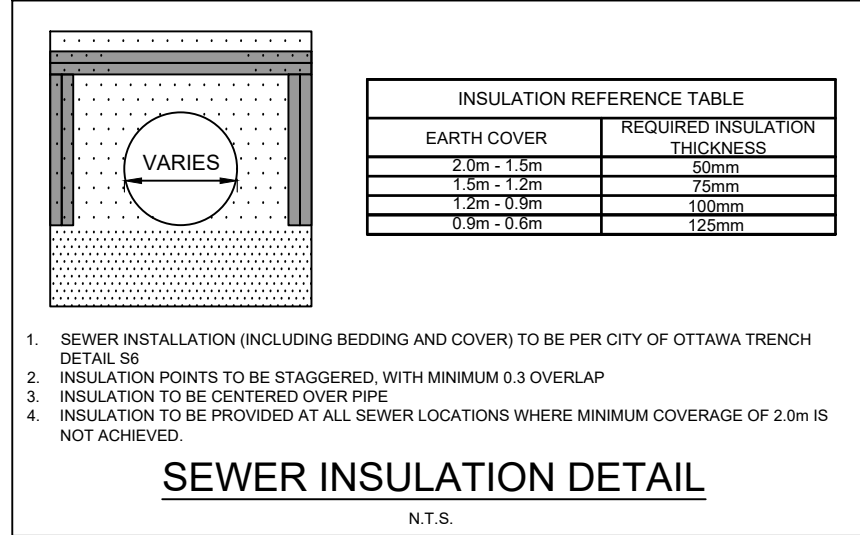 VARIES
INSULATION REFERENCE TABLE
EARTH COVER
REQUIRED INSULATION
THICKNESS
2.0m - 1.5m 50mm
1.5m - 1.2m 75mm
1.2m - 0.9m 100mm
0.9m - 0.6m 125mm
1. SEWER INSTALLATION (INCLUDING BEDDING AND COVER) TO BE PER CITY OF OTTAWA TRENCH
DETAIL S6
2. INSULATION POINTS TO BE STAGGERED, WITH MINIMUM 0.3 OVERLAP
3. INSULATION TO BE CENTERED OVER PIPE
4. INSULATION TO BE PROVIDED AT ALL SEWER LOCATIONS WHERE MINIMUM COVERAGE OF 2.0m IS
NOT ACHIEVED.
SEWER INSULATION DETAIL
N.T.S.